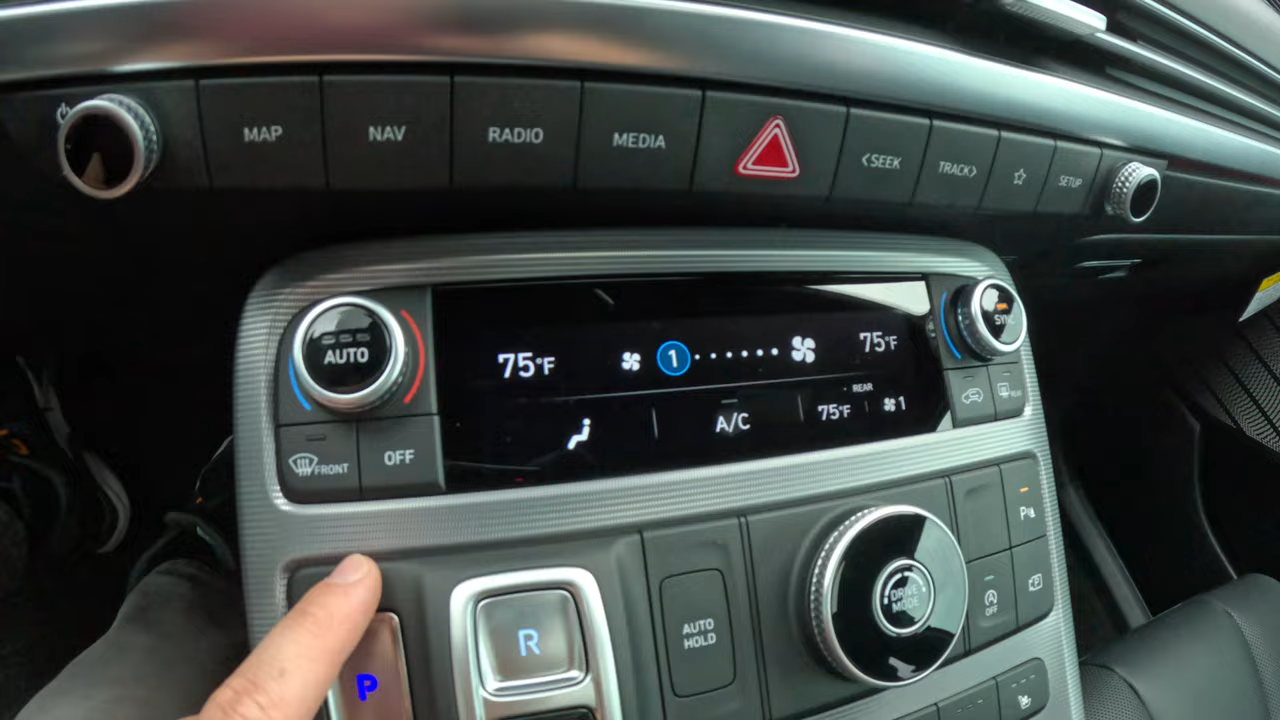 MAP
NAV
RADIO
MEDIA
<SEEK
TRACK>
SETUP
AUTO
75°F
1
75°F
SYNC
FRONT
OFF
A/C
REAR
75°F
1
REAR
P
R
AUTO
HOLD
DRIVE
MODE
P
A
OFF
P